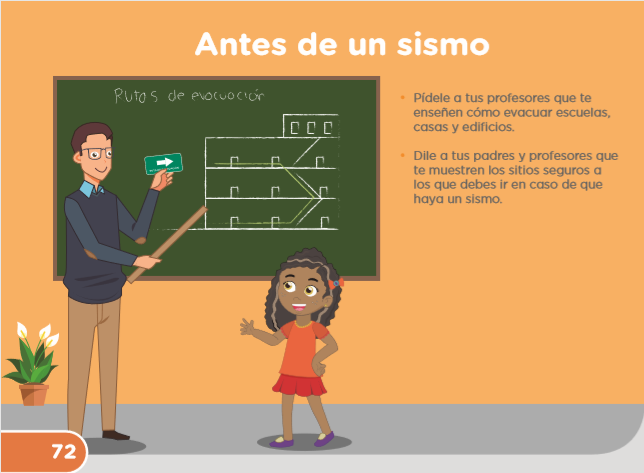 Antes de un sismo
Rutas de evacuación
• Pídele a tus profesores que te
enseñen cómo evacuar escuelas,
casas y edificios.
• Dile a tus padres y profesores que
te muestren los sitios seguros a
los que debes ir en caso de que
haya un sismo.
72